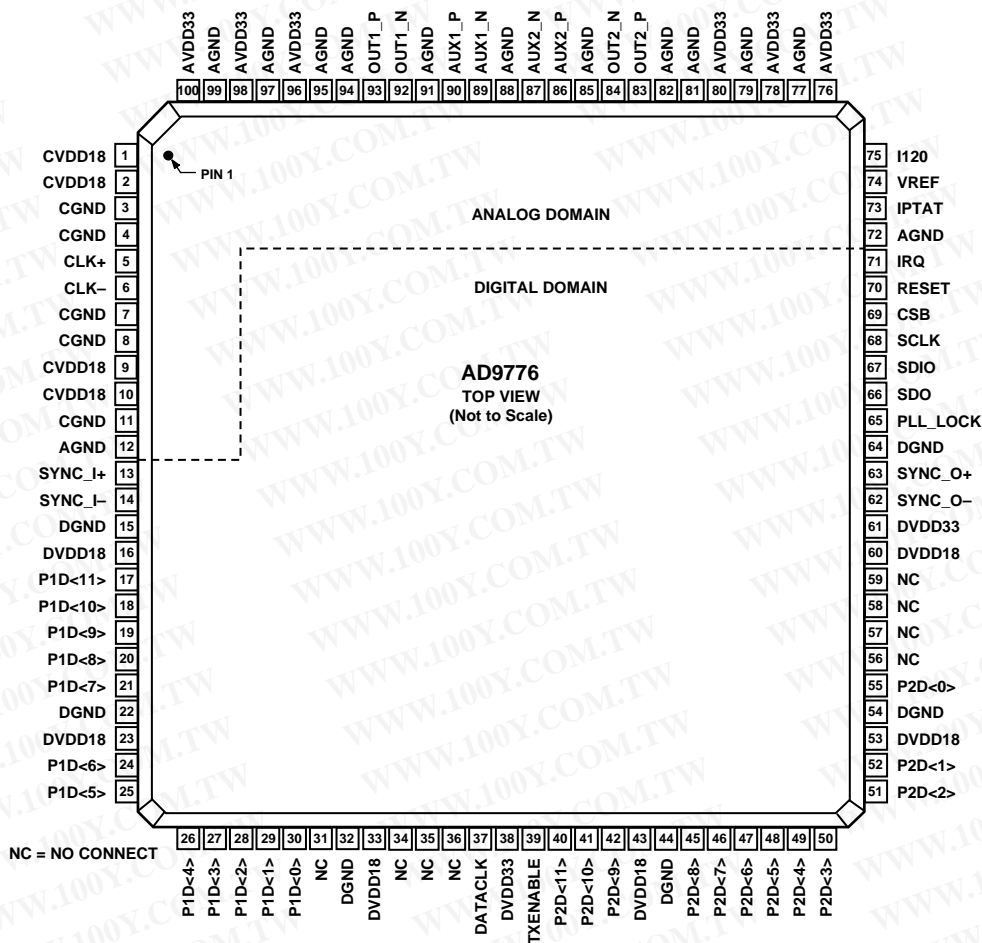 AVDD33
AGND
AVDD33
AGND
AVDD33
AGND
AGND
OUT1_P
OUT1_N
AGND
AUX1_P
AUX1_N
AGND
AUX2_N
AUX2_P
AGND
OUT2_N
OUT2_P
AGND
AGND
AVDD33
AGND
AVDD33
AGND
AVDD33
100 99 98 97 96 95 94 93 92 91 90 89 88 87 86 85 84 83 82 81 80 79 78 77 76
CVDD18 1
CVDD18 2
CGND 3
CGND 4
CLK+ 5
CLK– 6
CGND 7
CGND 8
CVDD18 9
CVDD18 10
CGND 11
AGND 12
SYNC_I+ 13
SYNC_I– 14
DGND 15
DVDD18 16
P1D<11> 17
P1D<10> 18
P1D<9> 19
P1D<8> 20
P1D<7> 21
DGND 22
DVDD18 23
P1D<6> 24
P1D<5> 25
PIN 1
ANALOG DOMAIN
DIGITAL DOMAIN
AD9776
TOP VIEW
(Not to Scale)
75 I120
74 VREF
73 IPTAT
72 AGND
71 IRQ
70 RESET
69 CSB
68 SCLK
67 SDIO
66 SDO
65 PLL_LOCK
64 DGND
63 SYNC_O+
62 SYNC_O–
61 DVDD33
60 DVDD18
59 NC
58 NC
57 NC
56 NC
55 P2D<0>
54 DGND
53 DVDD18
52 P2D<1>
51 P2D<2>
26 27 28 29 30 31 32 33 34 35 36 37 38 39 40 41 42 43 44 45 46 47 48 49 50
P1D<4>
P1D<3>
P1D<2>
P1D<1>
P1D<0>
NC
DGND
DVDD18
NC
NC
NC
DATACLK
DVDD33
TXENABLE
P2D<11>
P2D<10>
P2D<9>
DVDD18
DGND
P2D<8>
P2D<7>
P2D<6>
P2D<5>
P2D<4>
P2D<3>
NC = NO CONNECT
WWW.100Y.COM.TW